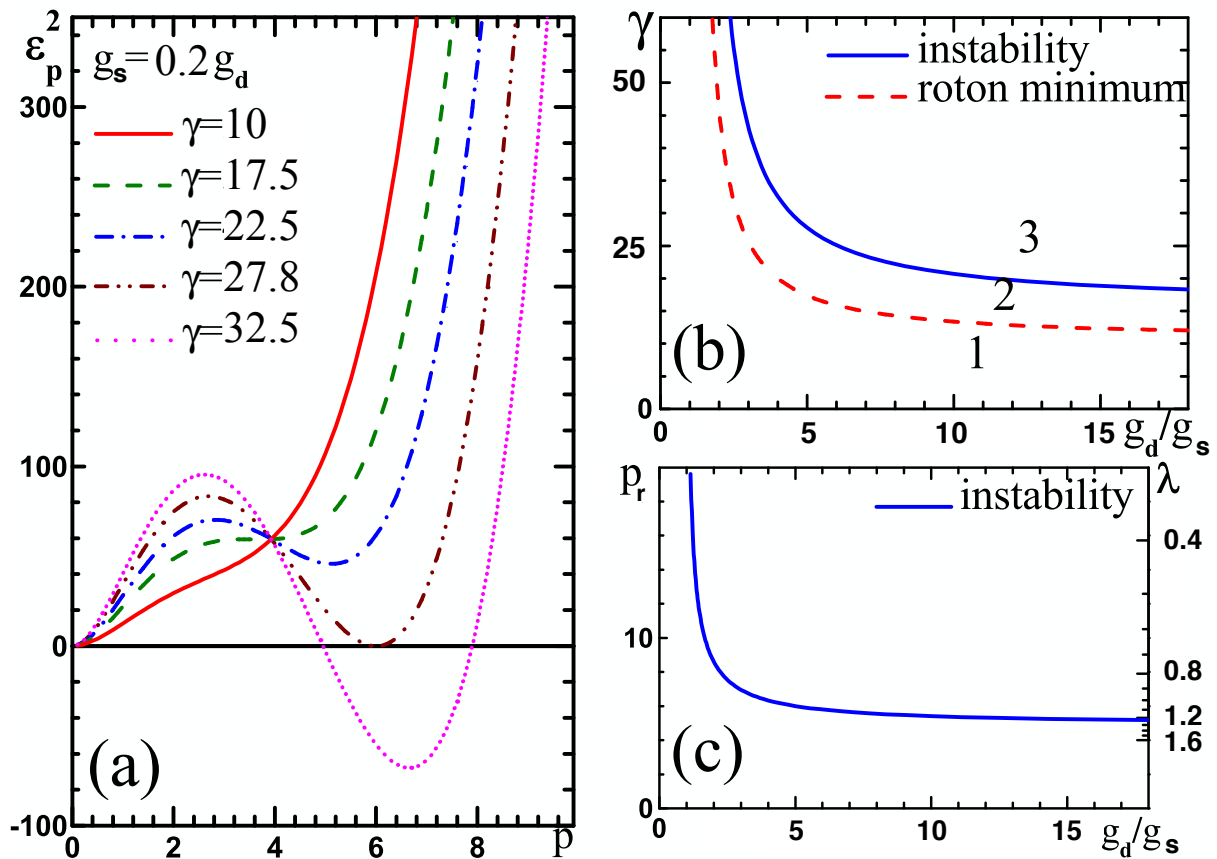 ε_p^2
g_s=0.2g_d
γ=10
γ=17.5
γ=22.5
γ=27.8
γ=32.5
300
200
100
0
-100
0 2 4 6 8 p
(a)
γ
instability
roton minimum
50
25
0
3
2
1
(b)
0 5 10 15 g_d/g_s
p_r
instability
λ
10
0
0.4
0.8
1.2
1.6
(c)
0 5 10 15 g_d/g_s